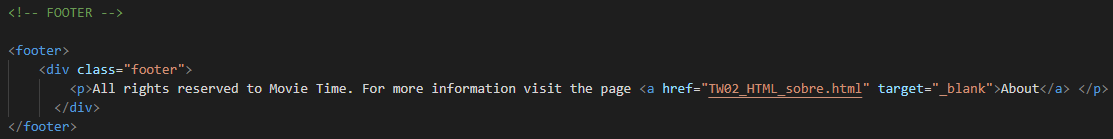 <!-- FOOTER -->
<footer>
<div class="footer">
<p>All rights reserved to Movie Time. For more information visit the page <a href="TW02_HTML_sobre.html" target="_blank">About</a> </p>
</div>
</footer>